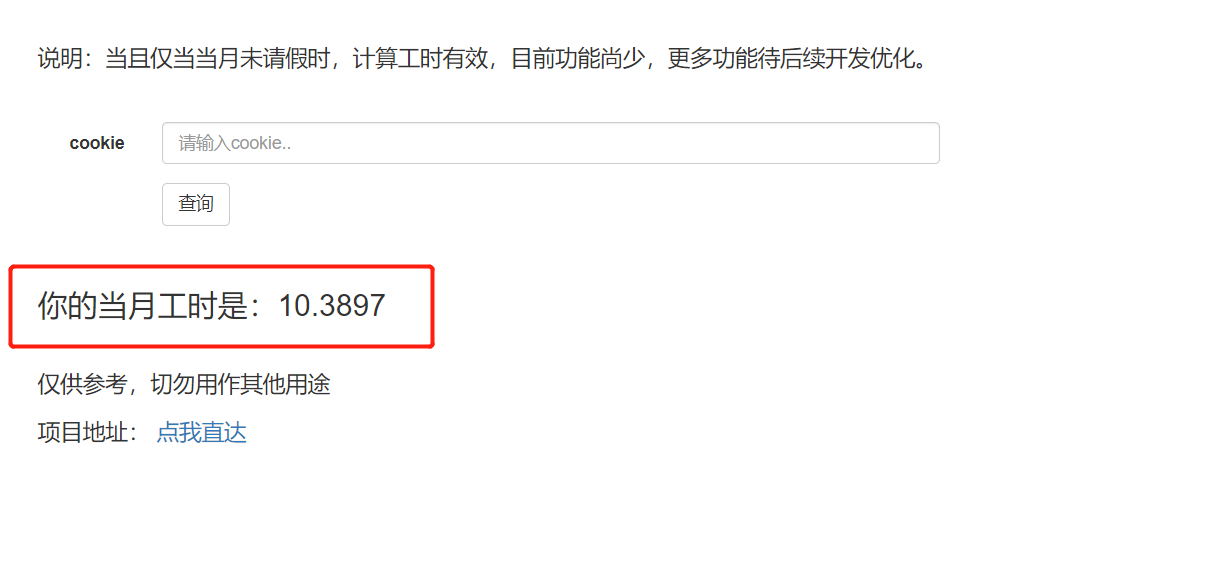 说明：当且仅当当月未请假时，计算工时有效，目前功能尚少，更多功能待后续开发优化。
cookie 请输入cookie..
查询
你的当月工时是：10.3897
仅供参考，切勿用作其他用途
项目地址： 点我直达